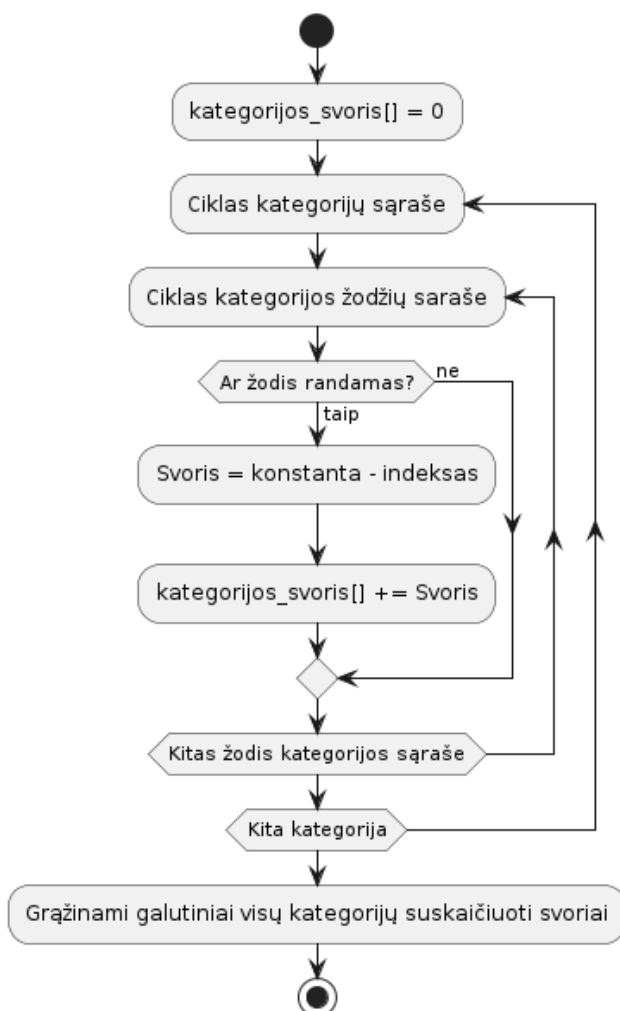 kategorijos_svoris[] = 0
Ciklas kategorijų sąraše
Ciklas kategorijos žodžių saraše
Ar žodis randamas?
ne
taip
Svoris = konstanta - indeksas
kategorijos_svoris[] += Svoris
Kitas žodis kategorijos sąraše
Kita kategorija
Grąžinami galutiniai visų kategorijų suskaičiuoti svoriai